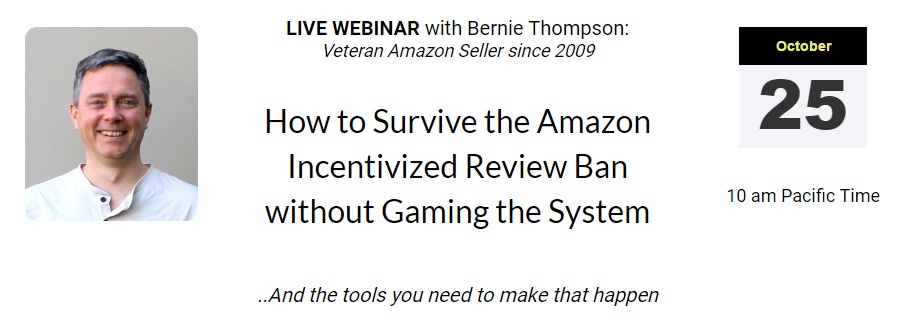 LIVE WEBINAR with Bernie Thompson:
Veteran Amazon Seller since 2009
How to Survive the Amazon
Incentivized Review Ban
without Gaming the System
..And the tools you need to make that happen
October
25
10 am Pacific Time